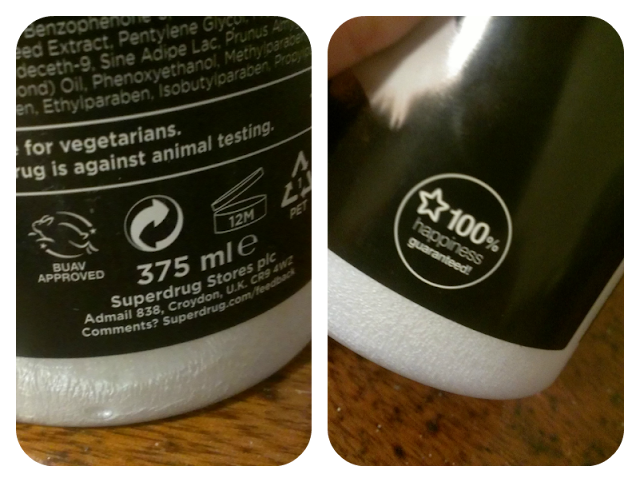 Benzophenone
eed Extract, Pentylene Glycol,
deceth-9, Sine Adipe Lac, Prunus
ond) Oil, Phenoxyethanol, Methylparaben
en, Ethylparaben, Isobutylparaben,
e for vegetarians.
rug is against animal testing.
BUAV
APPROVED
12M
PET
375 ml e
Superdrug Stores plc
Admail 838, Croydon, U.K. CR9 4WZ
Comments? Superdrug.com/feedback
100%
happiness
guaranteed!